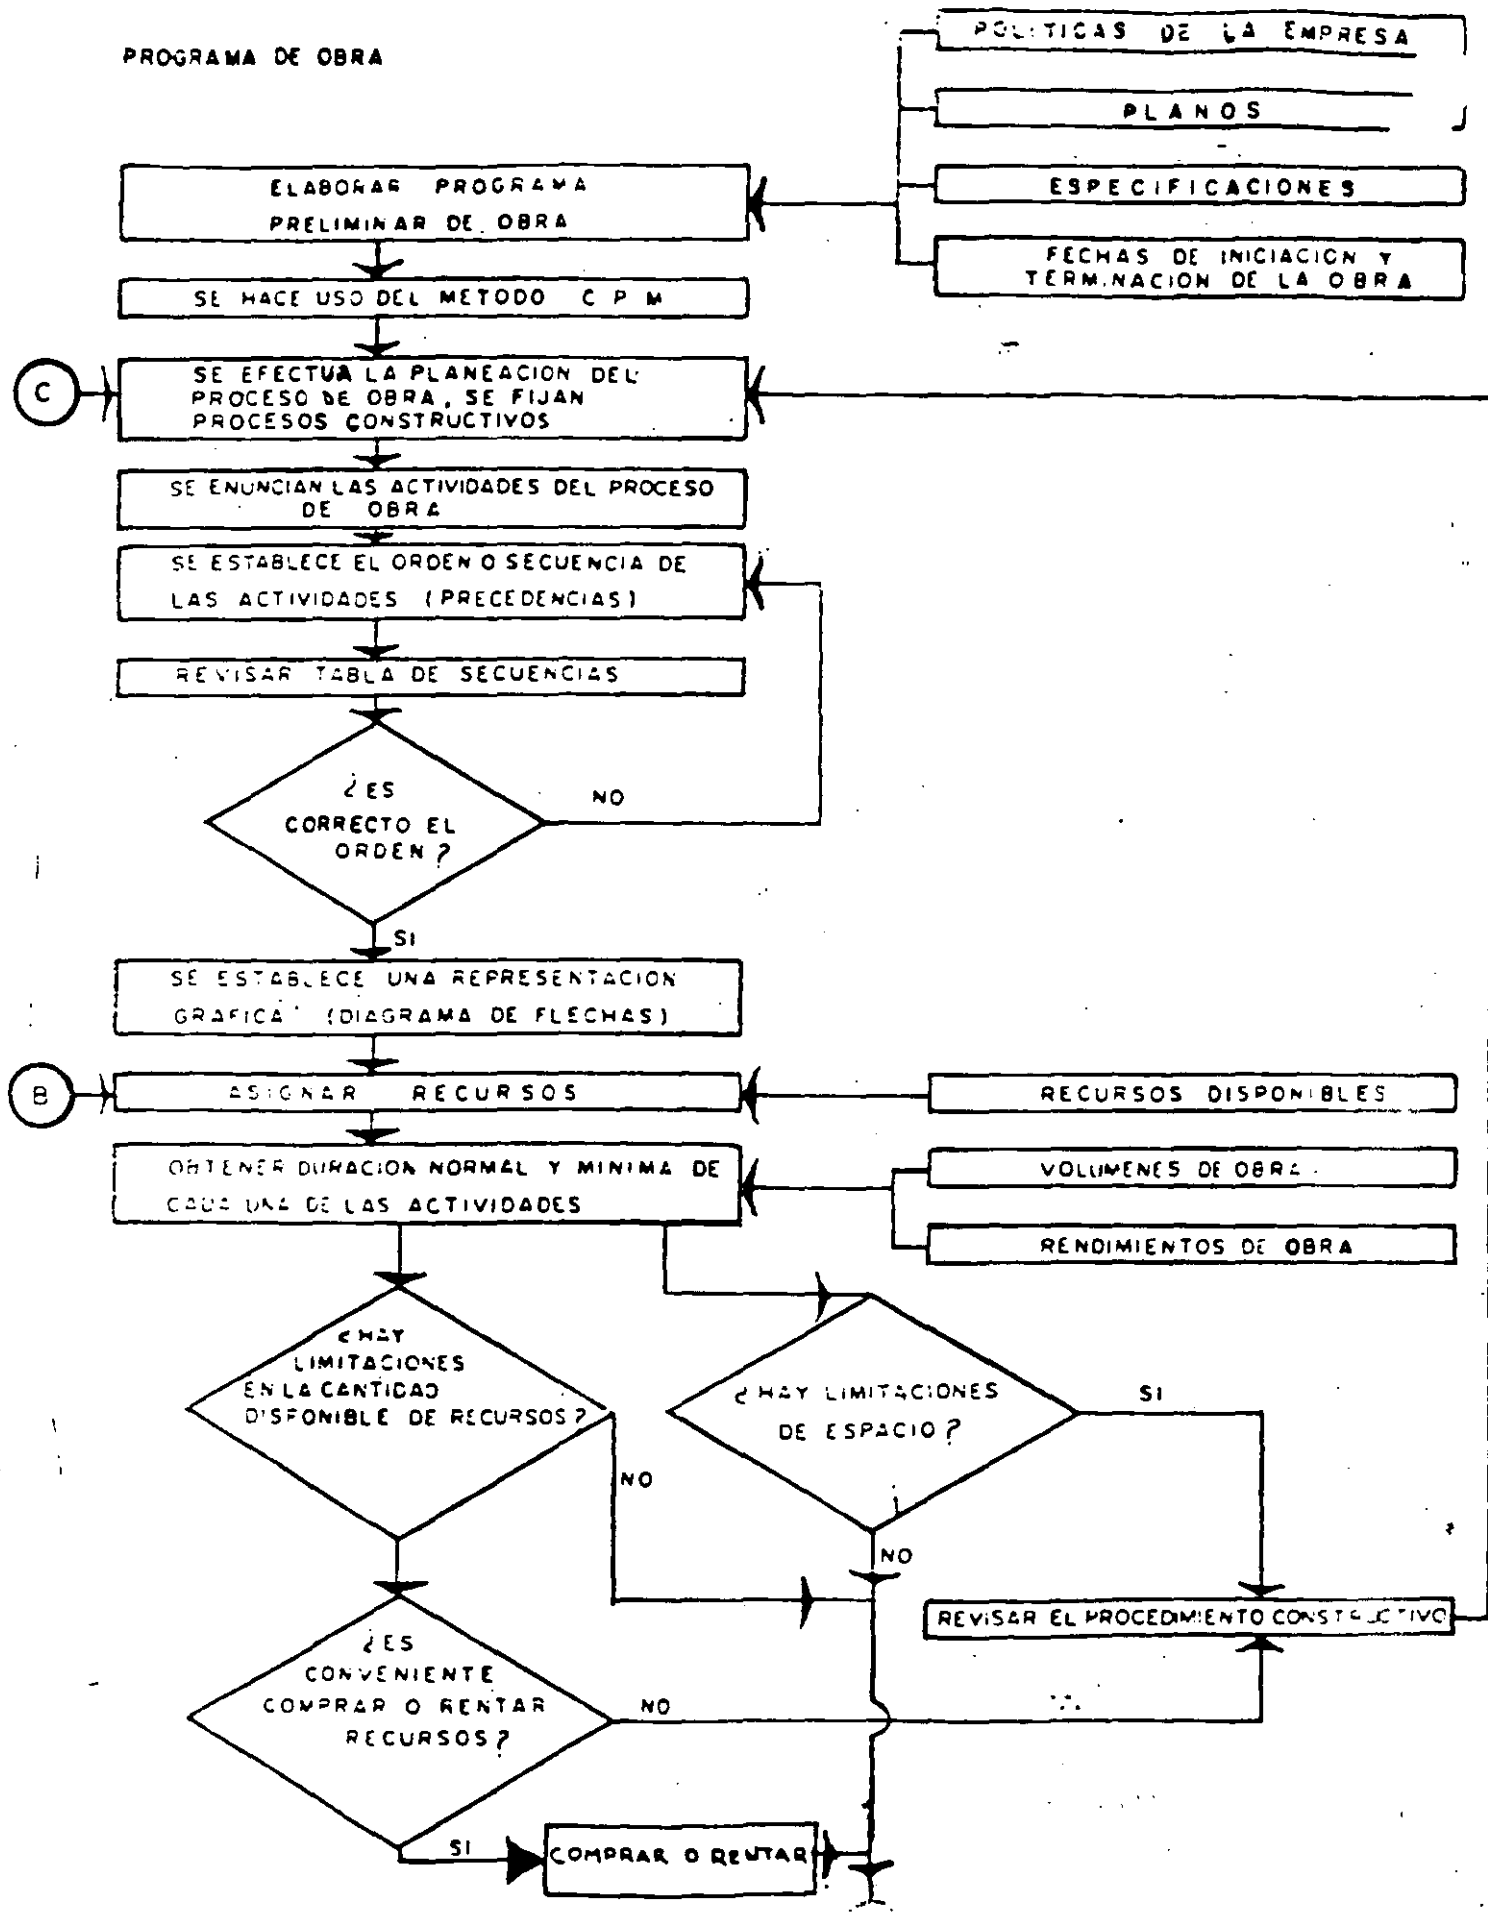 PROGRAMA DE OBRA
POLITICAS DE LA EMPRESA
PLANOS
ESPECIFICACIONES
FECHAS DE INICIACION Y
TERMINACION DE LA OBRA
ELABORAR PROGRAMA
PRELIMINAR DE OBRA
SE HACE USO DEL METODO C P M
C
SE EFECTUA LA PLANEACION DEL
PROCESO DE OBRA, SE FIJAN
PROCESOS CONSTRUCTIVOS
SE ENUNCIAN LAS ACTIVIDADES DEL PROCESO
DE OBRA
SE ESTABLECE EL ORDEN O SECUENCIA DE
LAS ACTIVIDADES (PRECEDENCIAS)
REVISAR TABLA DE SECUENCIAS
¿ES
CORRECTO EL
ORDEN?
NO
SI
SE ESTABLECE UNA REPRESENTACION
GRAFICA (DIAGRAMA DE FLECHAS)
B
ASIGNAR RECURSOS
RECURSOS DISPONIBLES
OBTENER DURACION NORMAL Y MINIMA DE
CADA UNA DE LAS ACTIVIDADES
VOLUMENES DE OBRA
RENDIMIENTOS DE OBRA
¿HAY
LIMITACIONES
EN LA CANTIDAD
DISPONIBLE DE RECURSOS?
NO
¿HAY LIMITACIONES
DE ESPACIO?
SI
NO
REVISAR EL PROCEDIMIENTO CONSTRUCTIVO
¿ES
CONVENIENTE
COMPRAR O RENTAR
RECURSOS?
NO
SI
COMPRAR O RENTAR